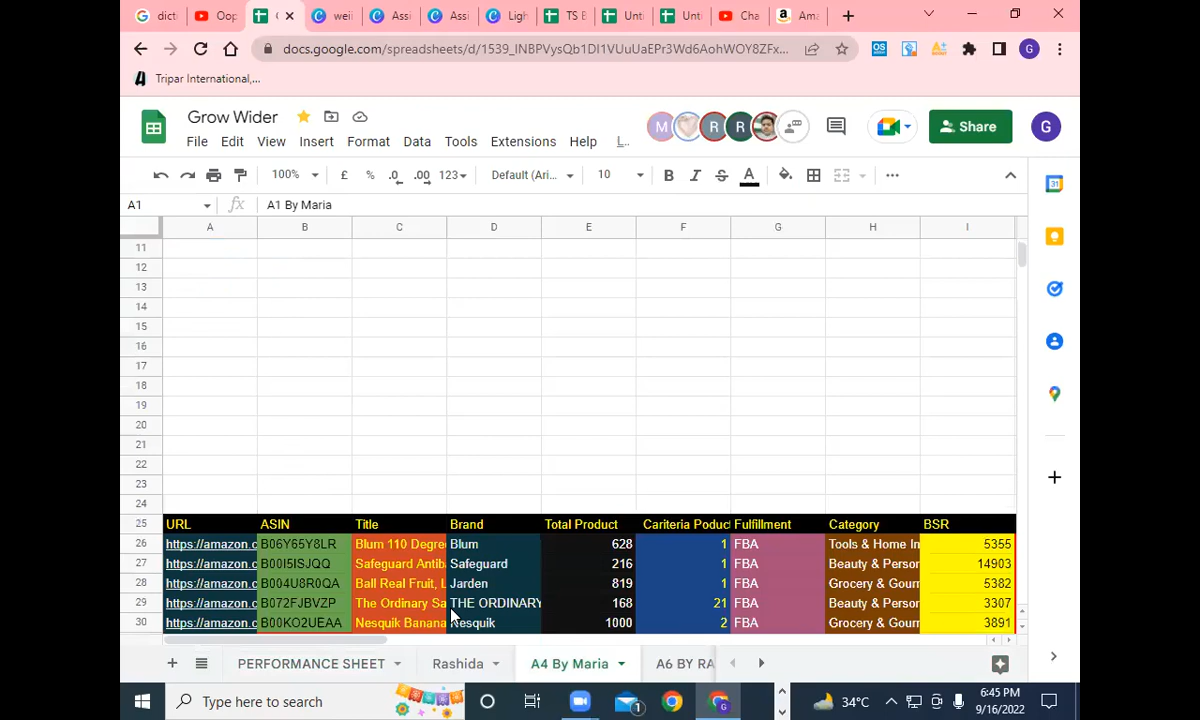 dicti
Oop
weii
Assi
Assi
Ligh
TS E
Unti
Unti
Cha
Ama
docs.google.com/spreadsheets/d/1539_INBPVysQb1DI1VUuUaEPr3Wd6AohWOY8ZFx...
OS
G
Tripar International,...
Grow Wider
File Edit View Insert Format Data Tools Extensions Help L..
M R R
Share
G
100% £ % .0 .00 123 Default (Ari... 10 B I S A
A1 fx A1 By Maria
A B C D E F G H I
11
12
13
14
15
16
17
18
19
20
21
22
23
24
25 URL ASIN Title Brand Total Product Cariteria Poduc Fulfillment Category BSR
26 https://amazon.c B06Y65Y8LR Blum 110 Degre Blum 628 1 FBA Tools & Home In 5355
27 https://amazon.c B00I5ISJQQ Safeguard Antib Safeguard 216 1 FBA Beauty & Person 14903
28 https://amazon.c B004U8R0QA Ball Real Fruit, L Jarden 819 1 FBA Grocery & Gourm 5382
29 https://amazon.c B072FJBVZP The Ordinary Sa THE ORDINARY 168 21 FBA Beauty & Person 3307
30 https://amazon.c B00KO2UEAA Nesquik Banana Nesquik 1000 2 FBA Grocery & Gourm 3891
PERFORMANCE SHEET Rashida A4 By Maria A6 BY RA
Type here to search
1
34°C
6:45 PM
9/16/2022